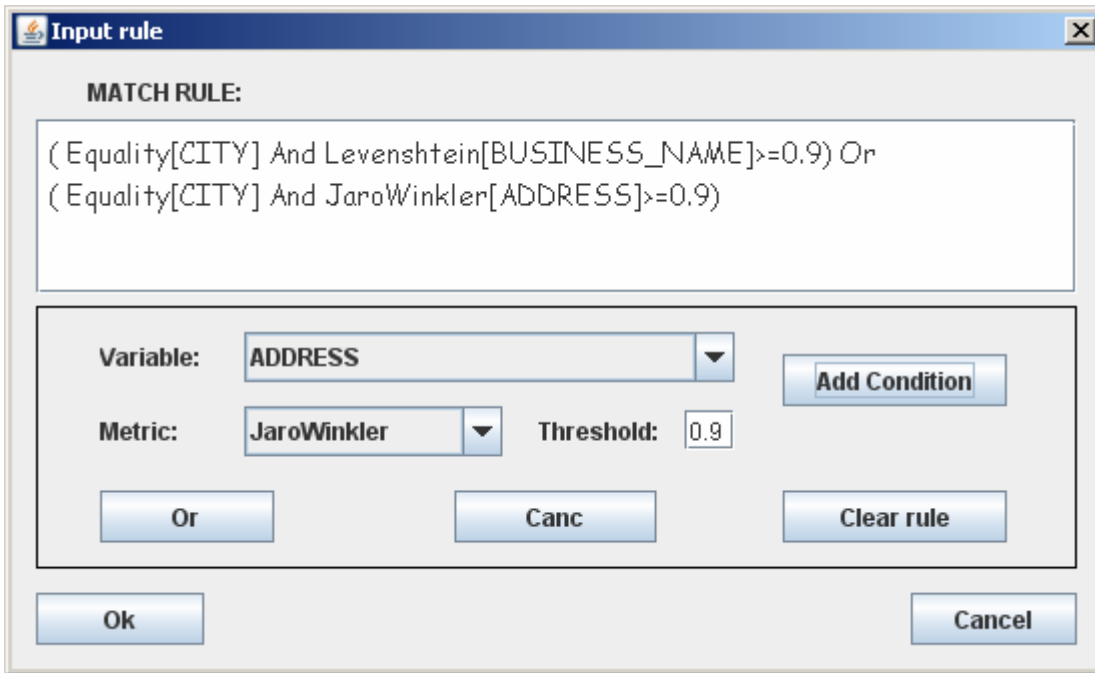 Input rule
MATCH RULE:
( Equality[CITY] And Levenshtein[BUSINESS_NAME]>=0.9) Or
( Equality[CITY] And JaroWinkler[ADDRESS]>=0.9)
Variable: ADDRESS
Add Condition
Metric: JaroWinkler Threshold: 0.9
Or Canc Clear rule
Ok Cancel